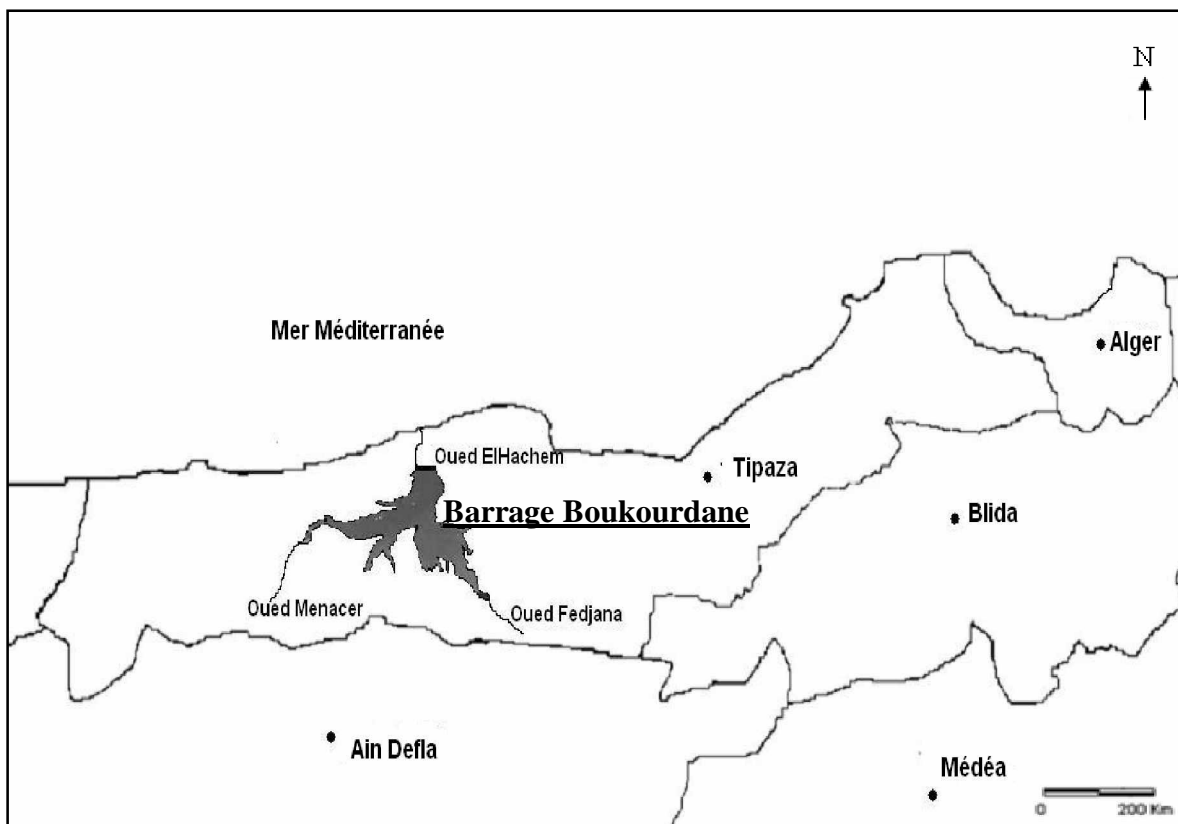 N
Mer Méditerranée
Alger
Oued ElHachem
Tipaza
Barrage Boukourdane
Blida
Oued Menacer
Oued Fedjana
Ain Defla
Médéa
0 200 Km